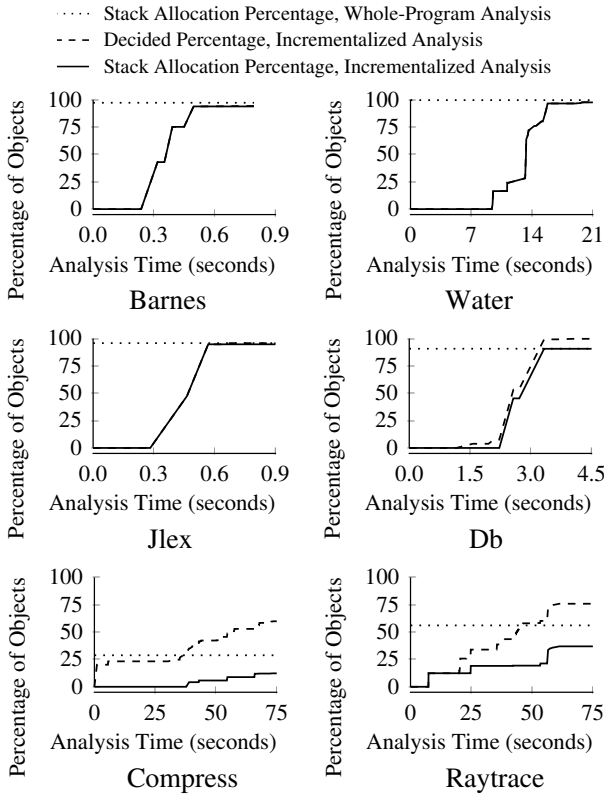 Stack Allocation Percentage, Whole-Program Analysis
Decided Percentage, Incrementalized Analysis
Stack Allocation Percentage, Incrementalized Analysis
Percentage of Objects
100
75
50
25
0
0.0 0.3 0.6 0.9
Analysis Time (seconds)
Barnes
Percentage of Objects
100
75
50
25
0
0 7 14 21
Analysis Time (seconds)
Water
Percentage of Objects
100
75
50
25
0
0.0 0.3 0.6 0.9
Analysis Time (seconds)
Jlex
Percentage of Objects
100
75
50
25
0
0.0 1.5 3.0 4.5
Analysis Time (seconds)
Db
Percentage of Objects
100
75
50
25
0
0 25 50 75
Analysis Time (seconds)
Compress
Percentage of Objects
100
75
50
25
0
0 25 50 75
Analysis Time (seconds)
Raytrace